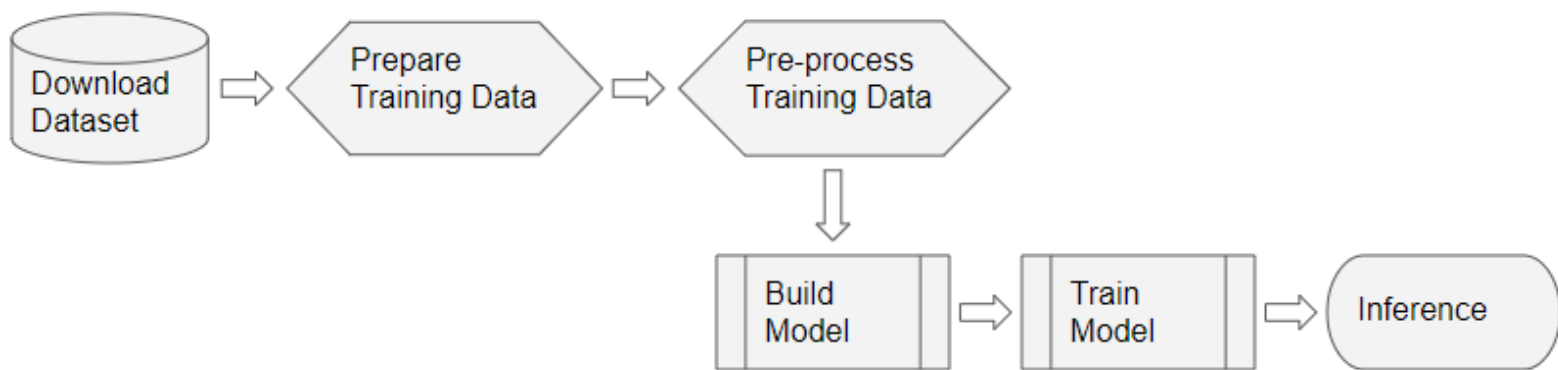 Download
Dataset
Prepare
Training Data
Pre-process
Training Data
Build
Model
Train
Model
Inference